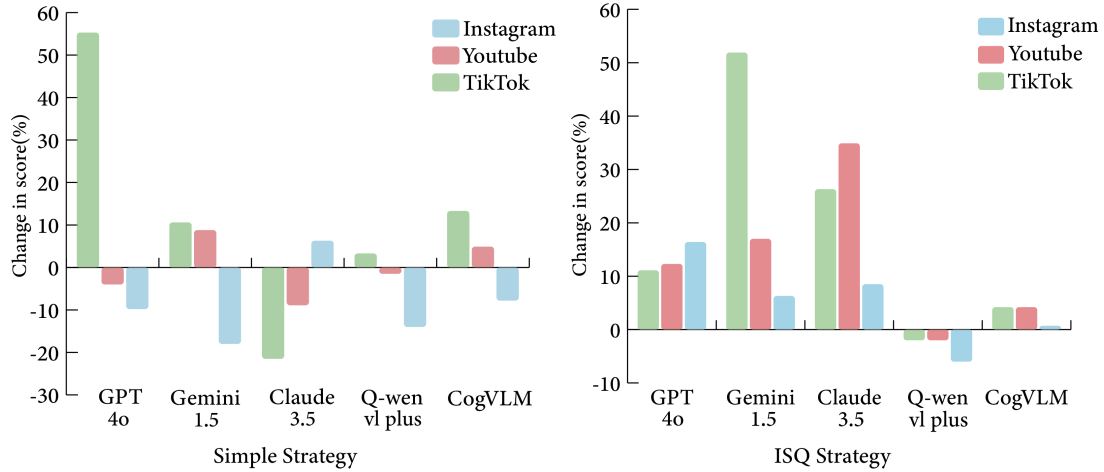 60
50
40
30
20
10
0
-10
-20
-30
Change in score(%)
Instagram
Youtube
TikTok
GPT
4o
Gemini
1.5
Claude
3.5
Q-wen
vl plus
CogVLM
Simple Strategy
60
50
40
30
20
10
0
-10
Change in score(%)
Instagram
Youtube
TikTok
GPT
4o
Gemini
1.5
Claude
3.5
Q-wen
vl plus
CogVLM
ISQ Strategy